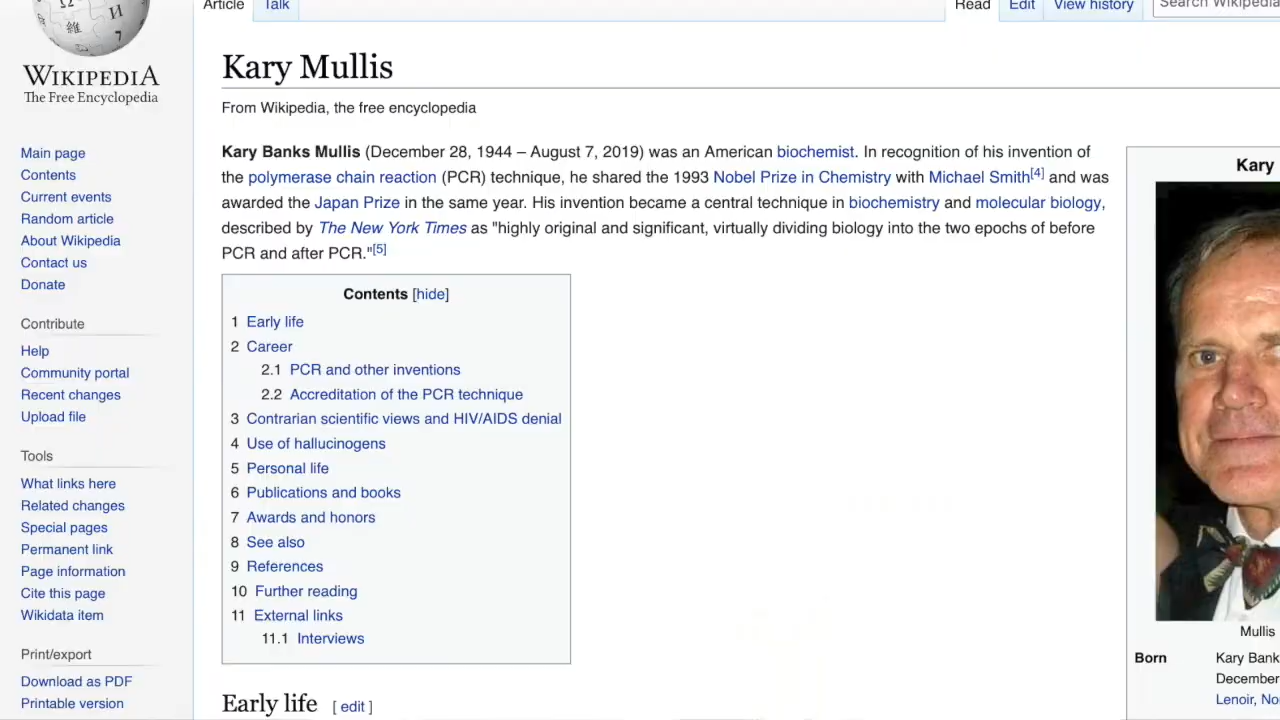 Article Talk Read Edit View history Search Wikipedia
WIKIPEDIA
The Free Encyclopedia
Main page
Contents
Current events
Random article
About Wikipedia
Contact us
Donate
Contribute
Help
Community portal
Recent changes
Upload file
Tools
What links here
Related changes
Special pages
Permanent link
Page information
Cite this page
Wikidata item
Print/export
Download as PDF
Printable version
Kary Mullis
From Wikipedia, the free encyclopedia
Kary Banks Mullis (December 28, 1944 – August 7, 2019) was an American biochemist. In recognition of his invention of
the polymerase chain reaction (PCR) technique, he shared the 1993 Nobel Prize in Chemistry with Michael Smith[4] and was
awarded the Japan Prize in the same year. His invention became a central technique in biochemistry and molecular biology,
described by The New York Times as "highly original and significant, virtually dividing biology into the two epochs of before
PCR and after PCR."[5]
Contents [hide]
1 Early life
2 Career
2.1 PCR and other inventions
2.2 Accreditation of the PCR technique
3 Contrarian scientific views and HIV/AIDS denial
4 Use of hallucinogens
5 Personal life
6 Publications and books
7 Awards and honors
8 See also
9 References
10 Further reading
11 External links
11.1 Interviews
Early life [ edit ]
Kary
Mullis
Born Kary Bank
December
Lenoir, No